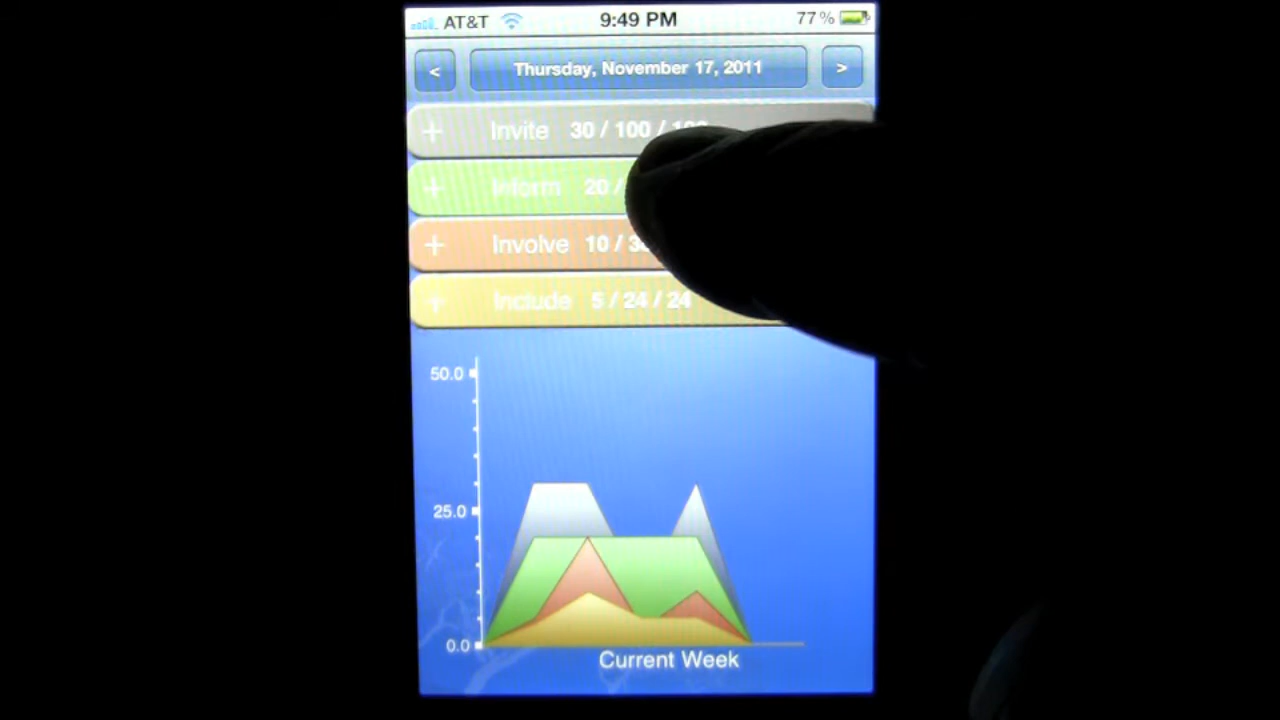 AT&T 9:49 PM 77%
< Thursday, November 17, 2011 >
+ Invite 30 / 100 /
+ Inform 20 /
+ Involve 10 /
+ Include 5 / 24 / 24
50.0
25.0
0.0
Current Week